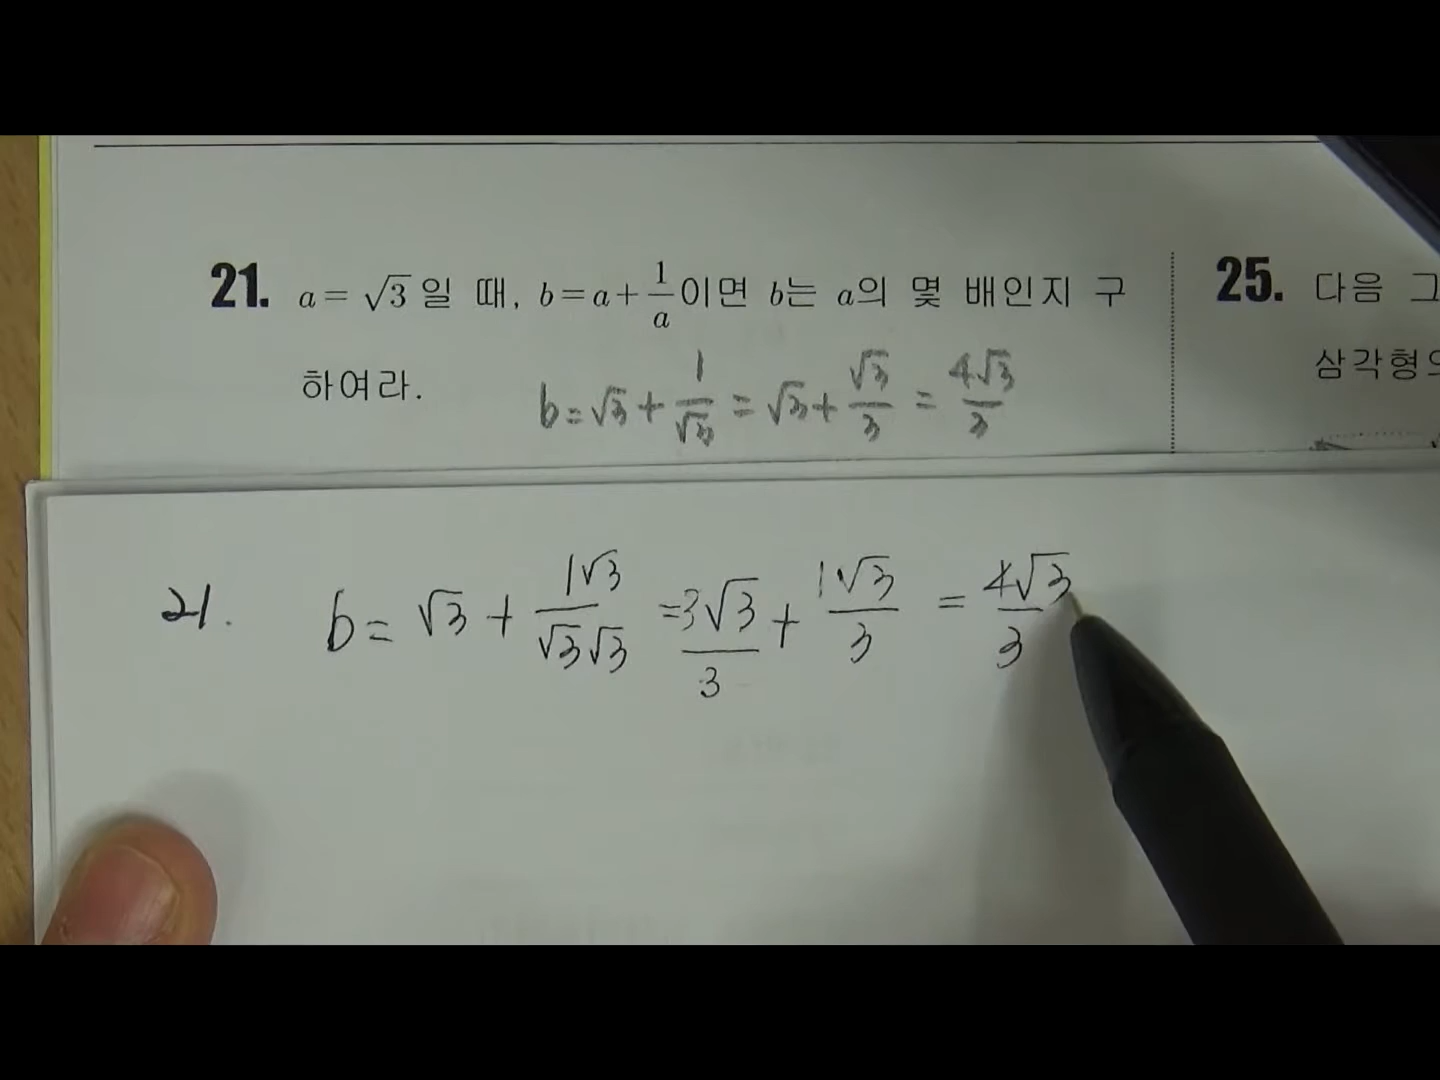 21. a = √3 일 때, b = a + 1/a 이면 b는 a의 몇 배인지 구
하여라.
b = √3 + 1/√3 = √3 + √3/3 = 4√3/3
25. 다음 그
삼각형으
21. b = √3 + 1√3/√3√3 = 3√3/3 + 1√3/3 = 4√3/3